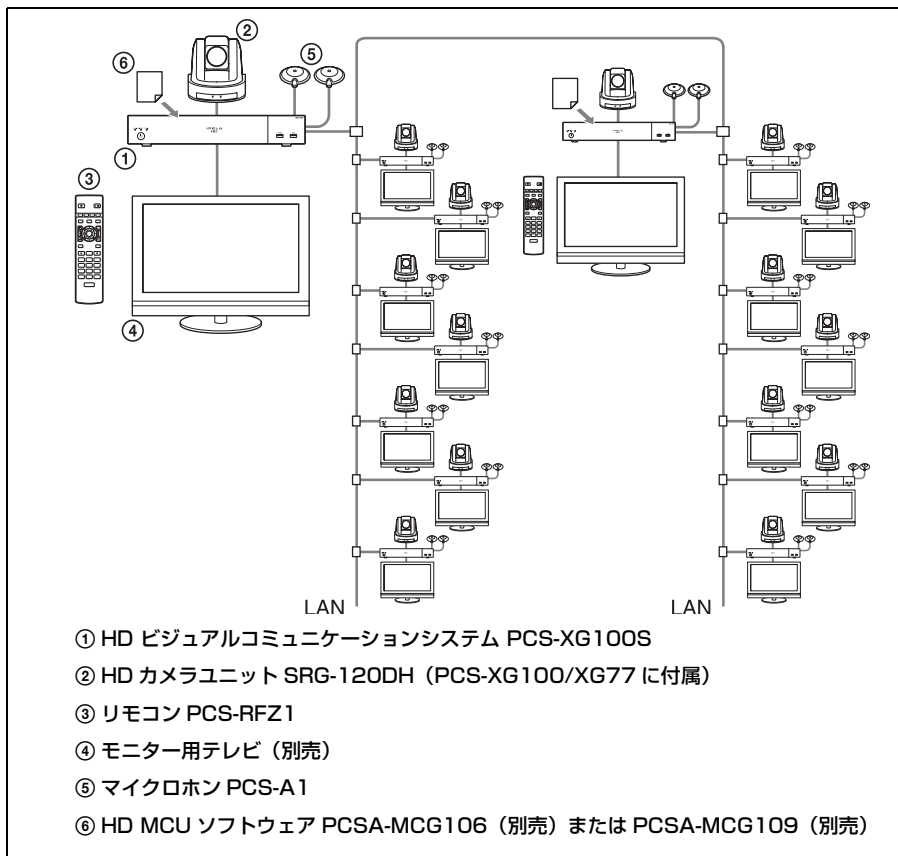 ②
⑥
⑤
①
③
④
LAN
LAN
① HD ビジュアルコミュニケーションシステム PCS-XG100S
② HD カメラユニット SRG-120DH（PCS-XG100/XG77 に付属）
③ リモコン PCS-RFZ1
④ モニター用テレビ（別売）
⑤ マイクロホン PCS-A1
⑥ HD MCU ソフトウェア PCSA-MCG106（別売）または PCSA-MCG109（別売）